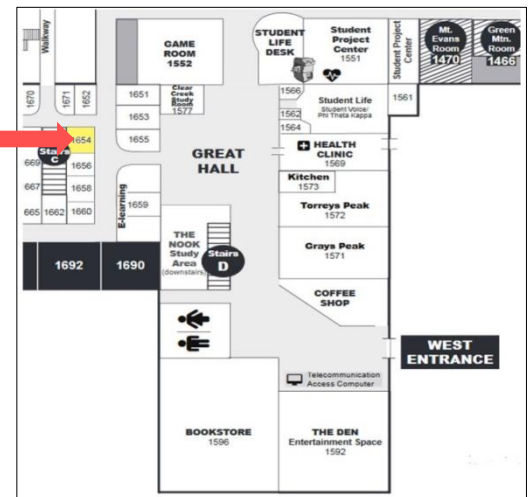 Walkway
GAME
ROOM
1552
STUDENT
LIFE
DESK
Student
Project
Center
1551
Student Project
Center
Mt.
Evans
Room
1470
Green
Mtn.
Room
1466
1670
1671
1652
1651
Clear
Creek
Study
Room
1577
1566
Student Life
Student Voice/
Phi Theta Kappa
1561
1653
1562
1564
1654
1655
Stairs
C
GREAT
HALL
HEALTH
CLINIC
1569
669
1656
Kitchen
1573
667
1658
Torreys Peak
1572
665
1662
1660
E-learning
1659
THE
NOOK
Study
Area
(downstairs)
Stairs
D
Grays Peak
1571
1692
1690
COFFEE
SHOP
WEST
ENTRANCE
Telecommunication
Access Computer
BOOKSTORE
1596
THE DEN
Entertainment Space
1592